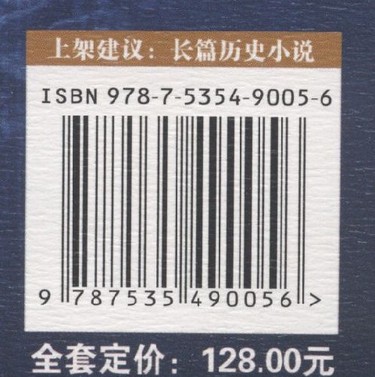 上架建议：长篇历史小说
ISBN 978-7-5354-9005-6
9 787535 490056 >
全套定价：128.00元